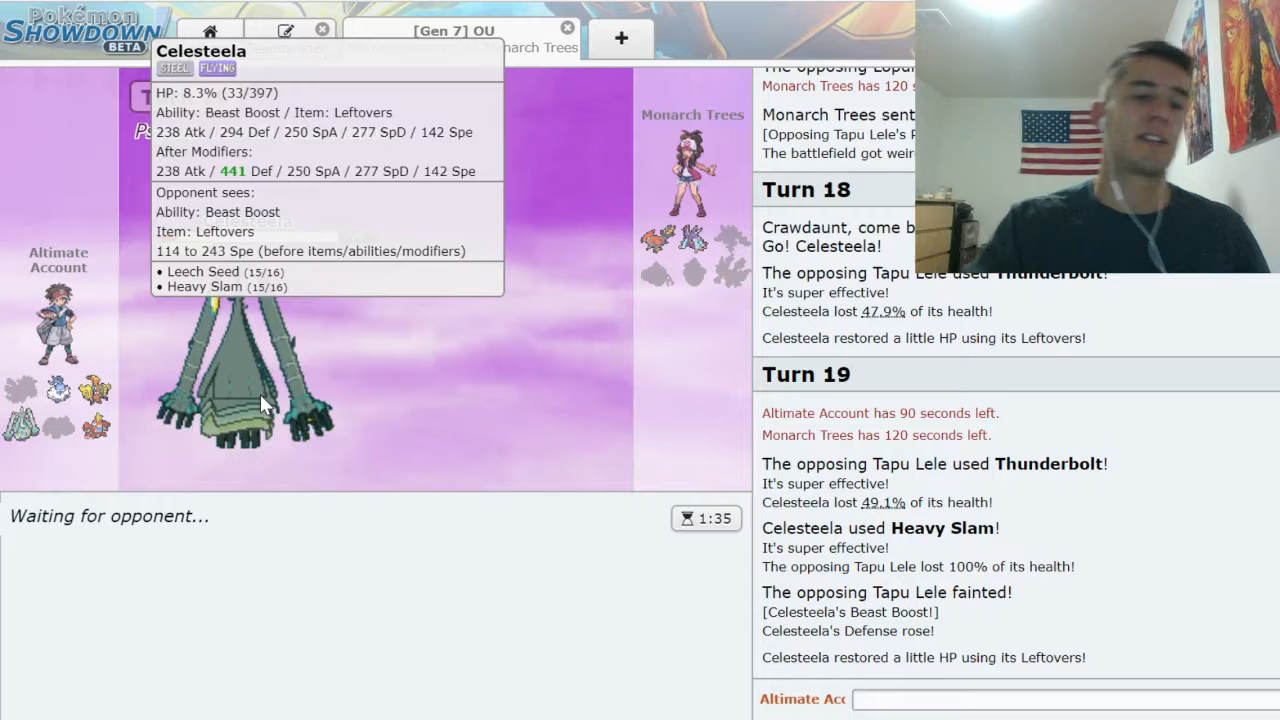 Pokémon
SHOWDOWN
BETA
[Gen 7] OU
Monarch Trees
+
Celesteela
STEEL FLYING
HP: 8.3% (33/397)
Ability: Beast Boost / Item: Leftovers
238 Atk / 294 Def / 250 SpA / 277 SpD / 142 Spe
After Modifiers:
238 Atk / 441 Def / 250 SpA / 277 SpD / 142 Spe
Opponent sees:
Ability: Beast Boost
Item: Leftovers
114 to 243 Spe (before items/abilities/modifiers)
• Leech Seed (15/16)
• Heavy Slam (15/16)
Altimate
Account
Monarch Trees
Waiting for opponent...
1:35
Monarch Trees has 120 s
Monarch Trees sent
[Opposing Tapu Lele's P
The battlefield got weir
Turn 18
Crawdaunt, come b
Go! Celesteela!
The opposing Tapu Lele used Thunderbolt!
It's super effective!
Celesteela lost 47.9% of its health!
Celesteela restored a little HP using its Leftovers!
Turn 19
Altimate Account has 90 seconds left.
Monarch Trees has 120 seconds left.
The opposing Tapu Lele used Thunderbolt!
It's super effective!
Celesteela lost 49.1% of its health!
Celesteela used Heavy Slam!
It's super effective!
The opposing Tapu Lele lost 100% of its health!
The opposing Tapu Lele fainted!
[Celesteela's Beast Boost!]
Celesteela's Defense rose!
Celesteela restored a little HP using its Leftovers!
Altimate Acc